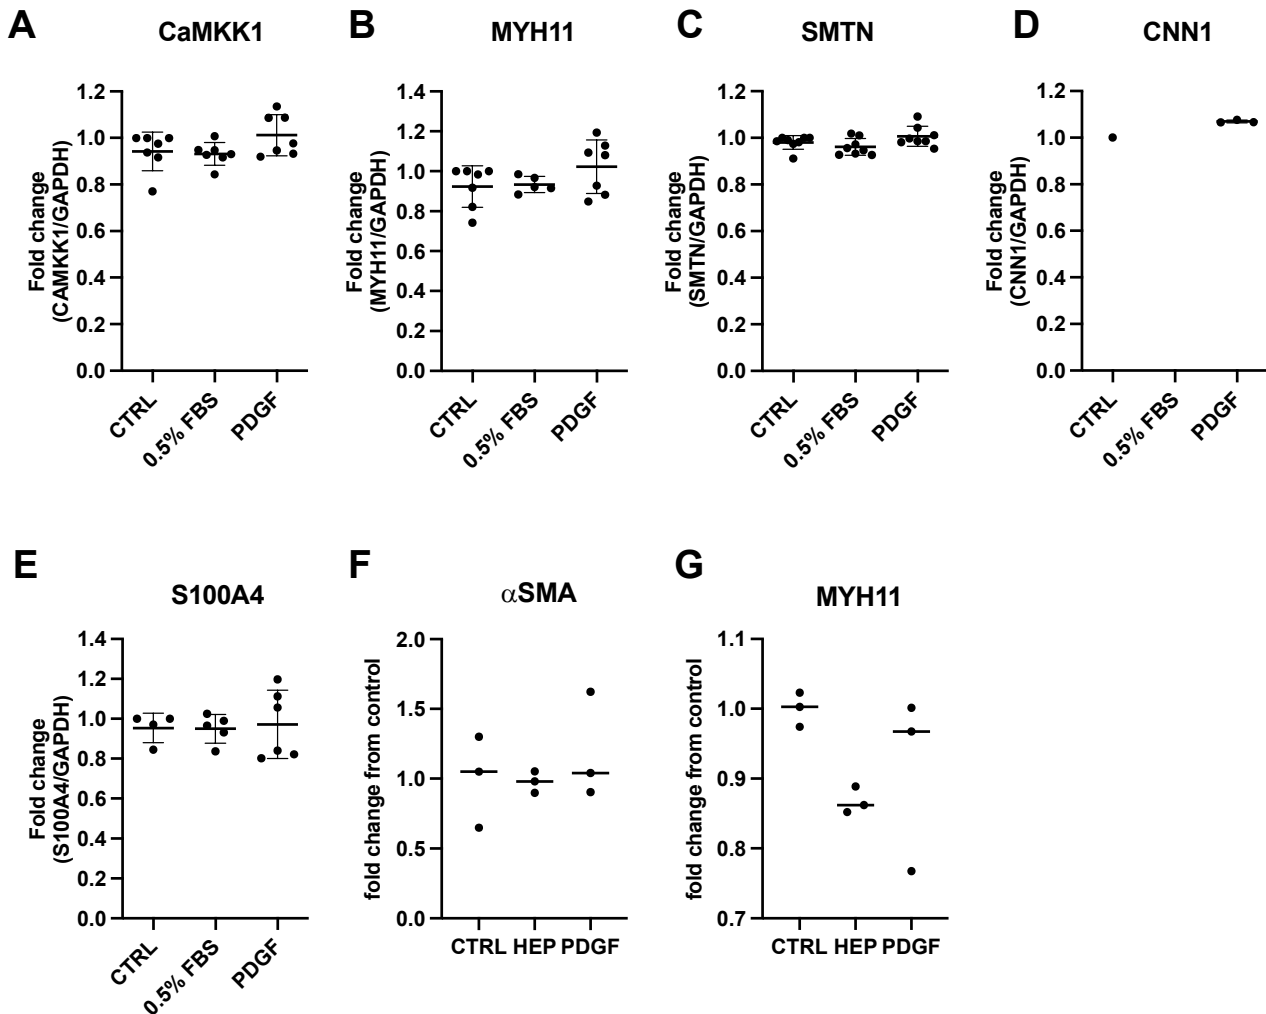 A
CaMKK1
Fold change
(CAMKK1/GAPDH)
1.2
1.0
0.8
0.6
0.4
0.2
0.0
CTRL
0.5% FBS
PDGF
B
MYH11
Fold change
(MYH11/GAPDH)
1.4
1.2
1.0
0.8
0.6
0.4
0.2
0.0
CTRL
0.5% FBS
PDGF
C
SMTN
Fold change
(SMTN/GAPDH)
1.2
1.0
0.8
0.6
0.4
0.2
0.0
CTRL
0.5% FBS
PDGF
D
CNN1
Fold change
(CNN1/GAPDH)
1.2
1.0
0.8
0.6
0.4
0.2
0.0
CTRL
0.5% FBS
PDGF
E
S100A4
Fold change
(S100A4/GAPDH)
1.4
1.2
1.0
0.8
0.6
0.4
0.2
0.0
CTRL
0.5% FBS
PDGF
F
αSMA
fold change from control
2.0
1.5
1.0
0.5
0.0
CTRL HEP PDGF
G
MYH11
fold change from control
1.1
1.0
0.9
0.8
0.7
CTRL HEP PDGF